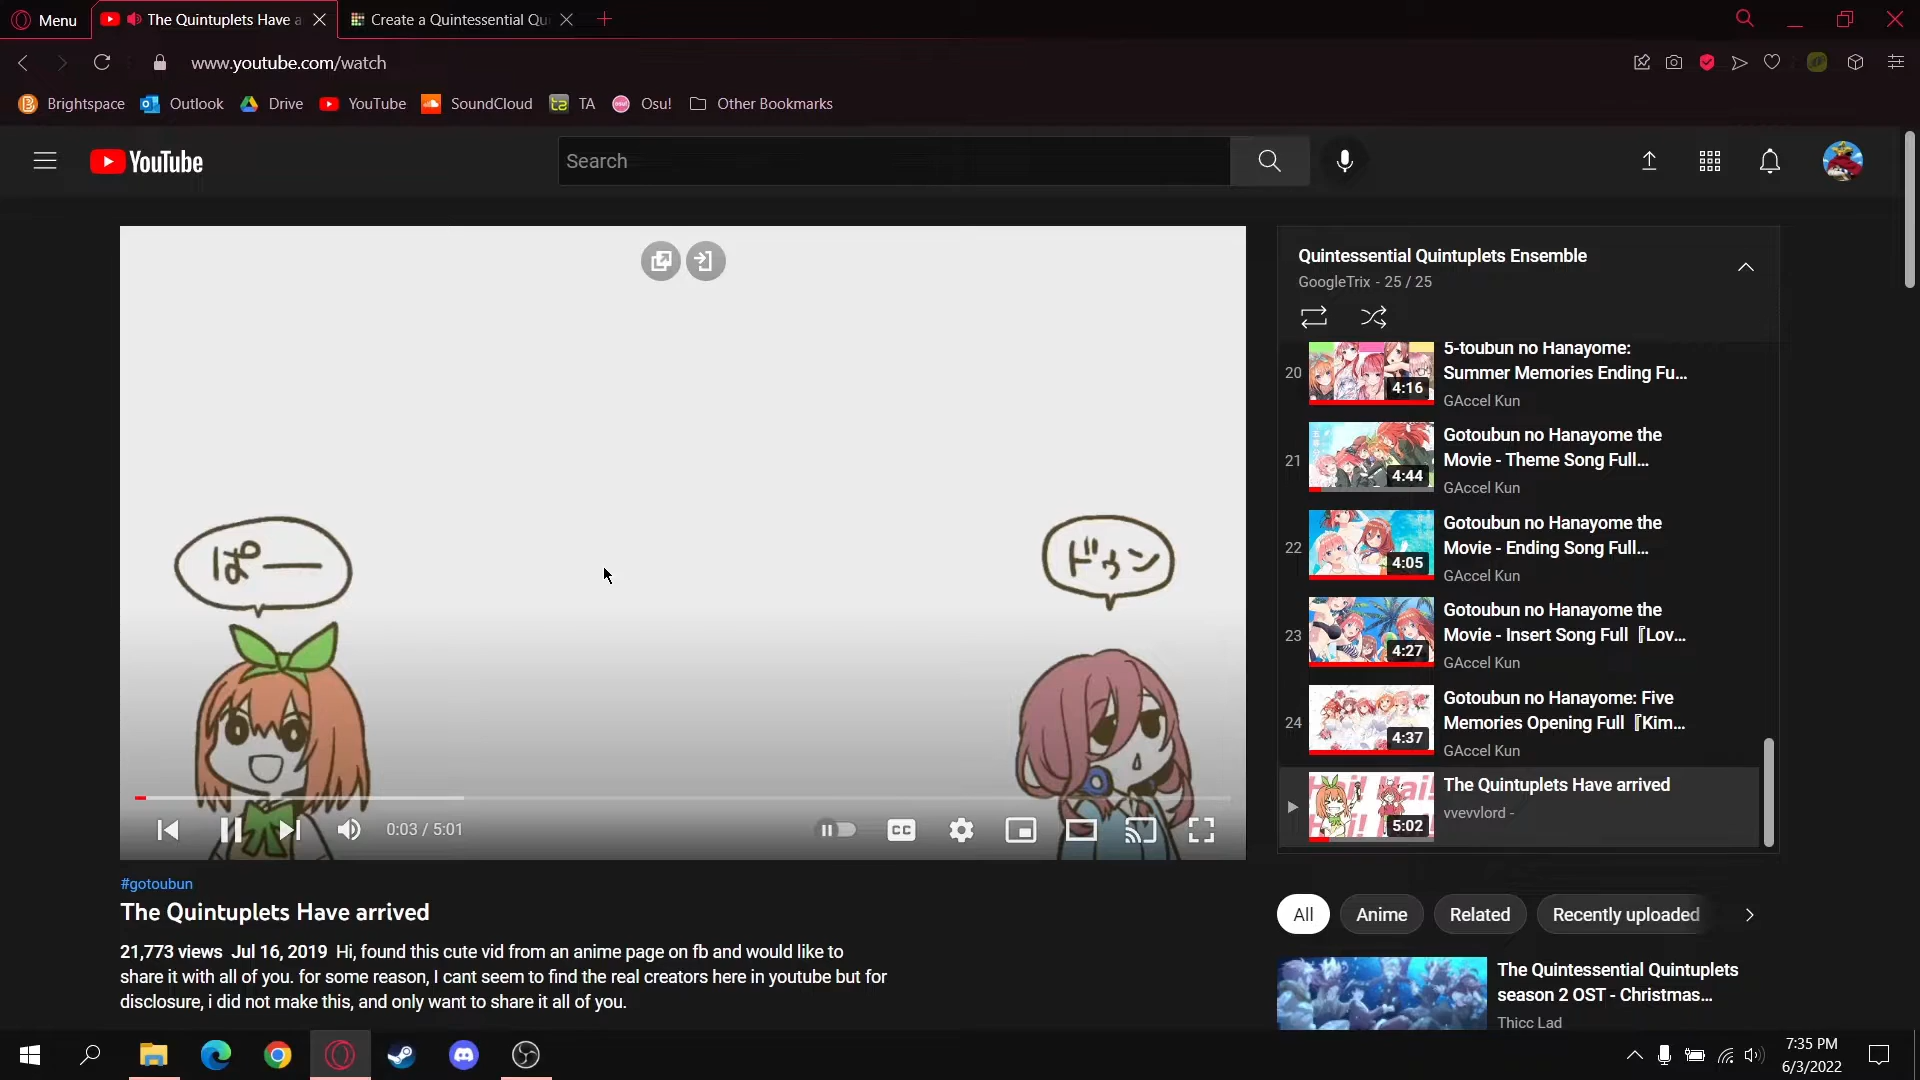 Menu
The Quintuplets Have a
Create a Quintessential Qu
www.youtube.com/watch
Brightspace
Outlook
Drive
YouTube
SoundCloud
TA
Osu!
Other Bookmarks
YouTube
Search
ぱー
ドゥン
0:03 / 5:01
CC
#gotoubun
The Quintuplets Have arrived
21,773 views Jul 16, 2019 Hi, found this cute vid from an anime page on fb and would like to
share it with all of you. for some reason, I cant seem to find the real creators here in youtube but for
disclosure, i did not make this, and only want to share it all of you.
Quintessential Quintuplets Ensemble
GoogleTrix - 25 / 25
20
4:16
5-toubun no Hanayome:
Summer Memories Ending Fu...
GAccel Kun
21
4:44
Gotoubun no Hanayome the
Movie - Theme Song Full...
GAccel Kun
22
4:05
Gotoubun no Hanayome the
Movie - Ending Song Full...
GAccel Kun
23
4:27
Gotoubun no Hanayome the
Movie - Insert Song Full『Lov...
GAccel Kun
24
4:37
Gotoubun no Hanayome: Five
Memories Opening Full『Kim...
GAccel Kun
5:02
The Quintuplets Have arrived
vvevvlord -
All
Anime
Related
Recently uploaded
The Quintessential Quintuplets
season 2 OST - Christmas...
Thicc Lad
7:35 PM
6/3/2022